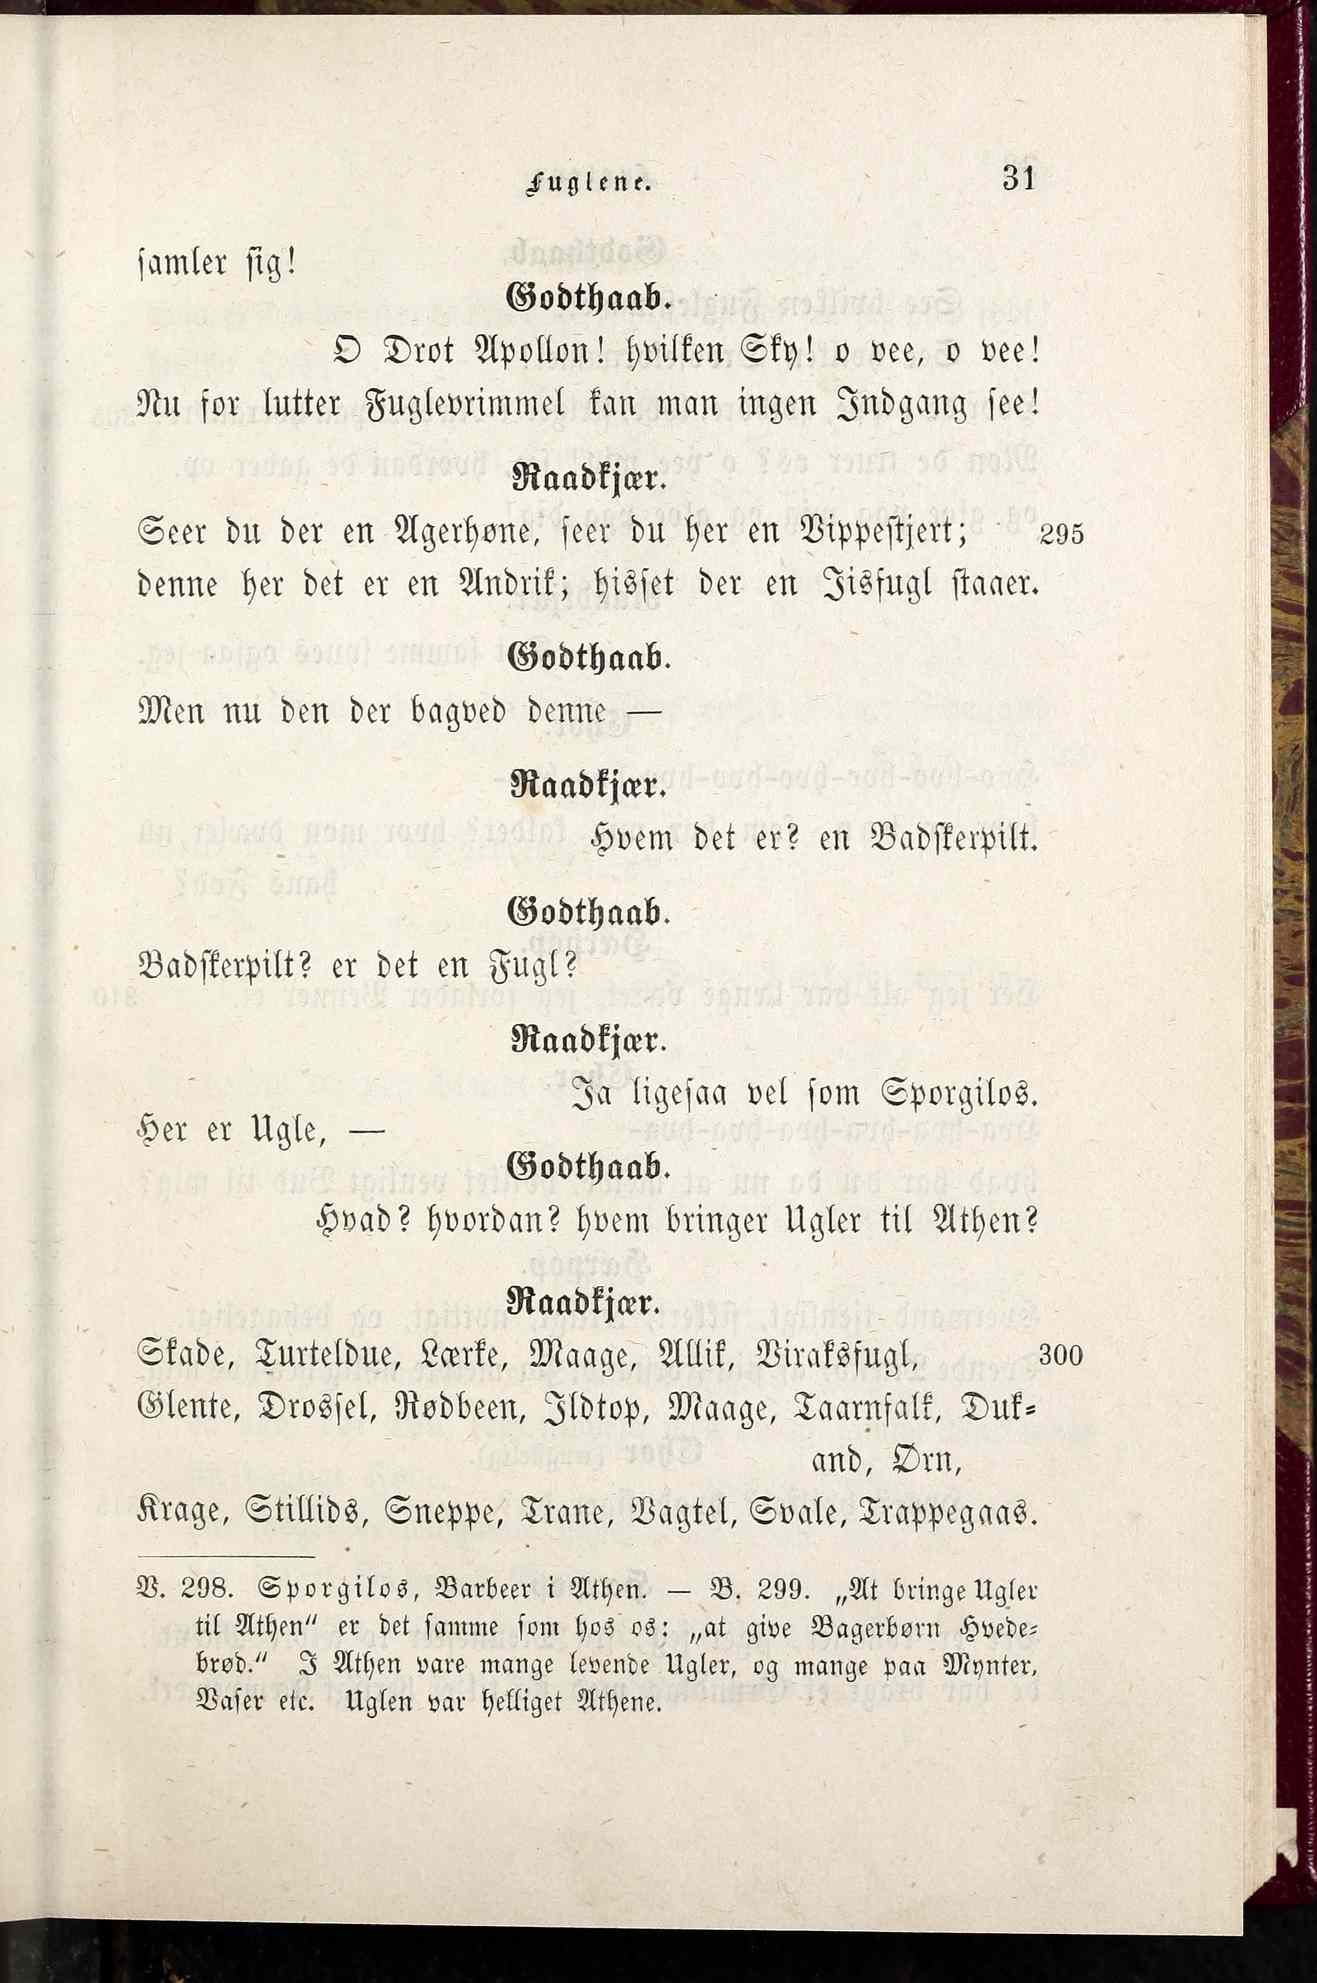 Fuglene. 31
samler sig!
Godthaab.
O Drot Apollon! hvilken Sky! o vee, o vee!
Nu for lutter Fuglevrimmel kan man ingen Indgang see!
Raadkjær.
Seer du der en Agerhøne, seer du her en Vippestjert; 295
denne her det er en Andrik; hisset der en Jisfugl staaer.
Godthaab.
Men nu den der bagved denne —
Raadkjær.
Hvem det er? en Badskerpilt.
Godthaab.
Badskerpilt? er det en Fugl?
Raadkjær.
Ja ligesaa vel som Sporgilos.
Her er Ugle, —
Godthaab.
Hvad? hvordan? hvem bringer Ugler til Athen?
Raadkjær.
Skade, Turteldue, Lærke, Maage, Allik, Viraksfugl, 300
Glente, Drossel, Rødbeen, Ildtop, Maage, Taarnfalk, Duk-
and, Ørn,
Krage, Stillids, Sneppe, Trane, Vagtel, Svale, Trappegaas.
V. 298. Sporgilos, Barbeer i Athen. — V. 299. „At bringe Ugler
til Athen“ er det samme som hos os: „at give Bagerbørn Hvede-
brød.“ I Athen vare mange levende Ugler, og mange paa Mynter,
Vaser etc. Uglen var helliget Athene.